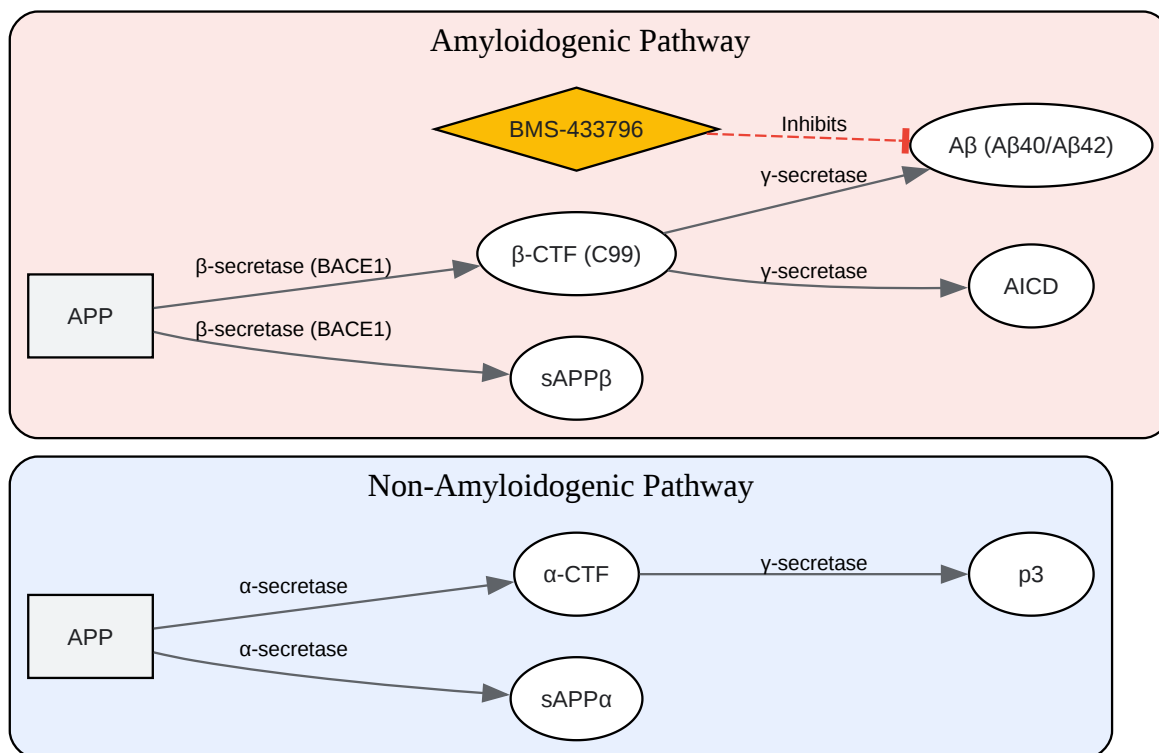 Amyloidogenic Pathway
BMS-433796
Inhibits
Aβ (Aβ40/Aβ42)
γ-secretase
β-CTF (C99)
β-secretase (BACE1)
γ-secretase
AICD
APP
β-secretase (BACE1)
sAPPβ
Non-Amyloidogenic Pathway
α-CTF
γ-secretase
p3
α-secretase
APP
α-secretase
sAPPα